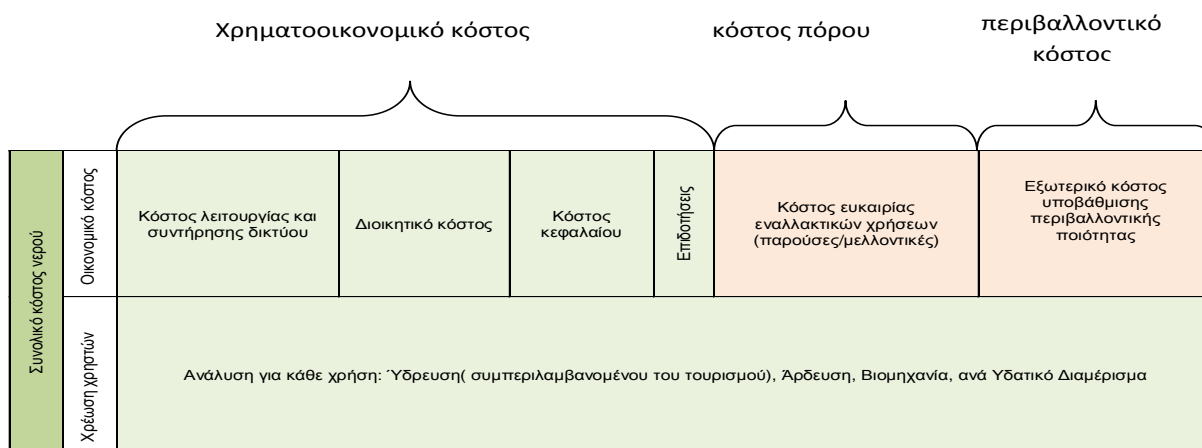 Χρηματοοικονομικό κόστος
κόστος πόρου
περιβαλλοντικό
κόστος
Συνολικό κόστος νερού
Οικονομικό κόστος
Κόστος λειτουργίας και
συντήρησης δικτύου
Διοικητικό κόστος
Κόστος
κεφαλαίου
Επιδοτήσεις
Κόστος ευκαιρίας
εναλλακτικών χρήσεων
(παρούσες/μελλοντικές)
Εξωτερικό κόστος
υποβάθμισης
περιβαλλοντικής
ποιότητας
Χρέωση χρηστών
Ανάλυση για κάθε χρήση: Ύδρευση( συμπεριλαμβανομένου του τουρισμού), Άρδευση, Βιομηχανία, ανά Υδατικό Διαμέρισμα